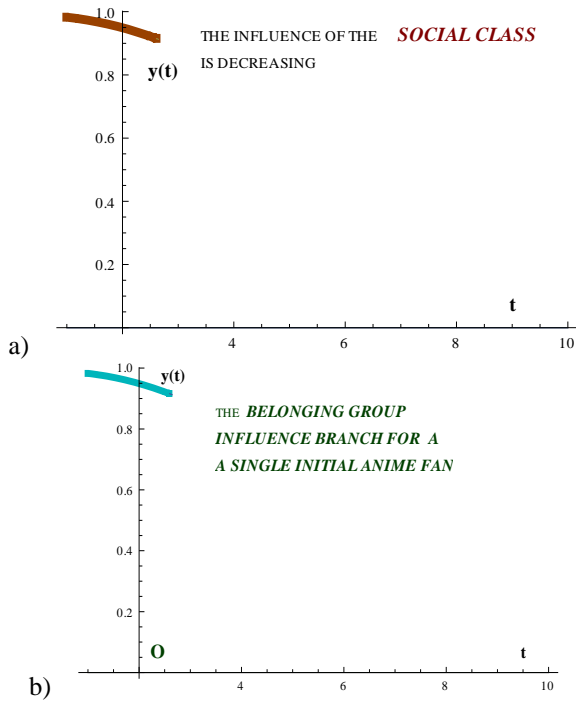 1.0
THE INFLUENCE OF THE SOCIAL CLASS
IS DECREASING
y(t)
0.8
0.6
0.4
0.2
t
4 6 8 10
a)
1.0
y(t)
0.8
THE BELONGING GROUP
INFLUENCE BRANCH FOR A
A SINGLE INITIAL ANIME FAN
0.6
0.4
0.2
O
t
4 6 8 10
b)